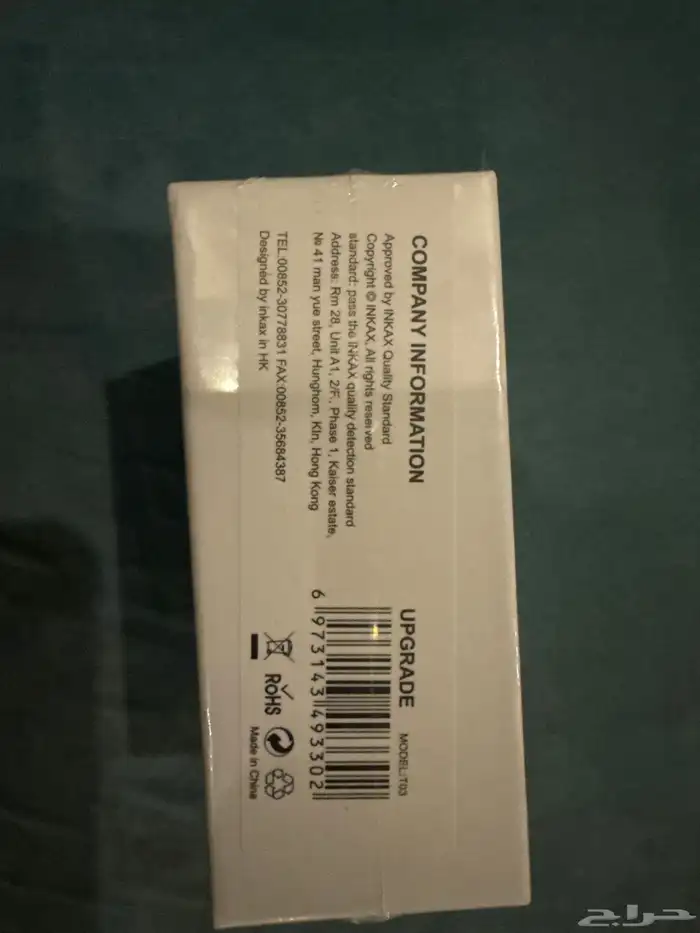 COMPANY INFORMATION
Approved by INKAX Quality Standard
Copyright © INKAX. All rights reserved
standard: pass the INKAX quality detection standard
Address: Rm 28, Unit A1, 2/F., Phase 1, Kaiser estate,
№ 41 man yue street, Hunghom, Kln, Hong Kong
TEL:00852-30778831 FAX:00852-35684387
Designed by inkax in HK
UPGRADE MODEL:T03
6 973143 493302
RoHS
Made in China
حراج